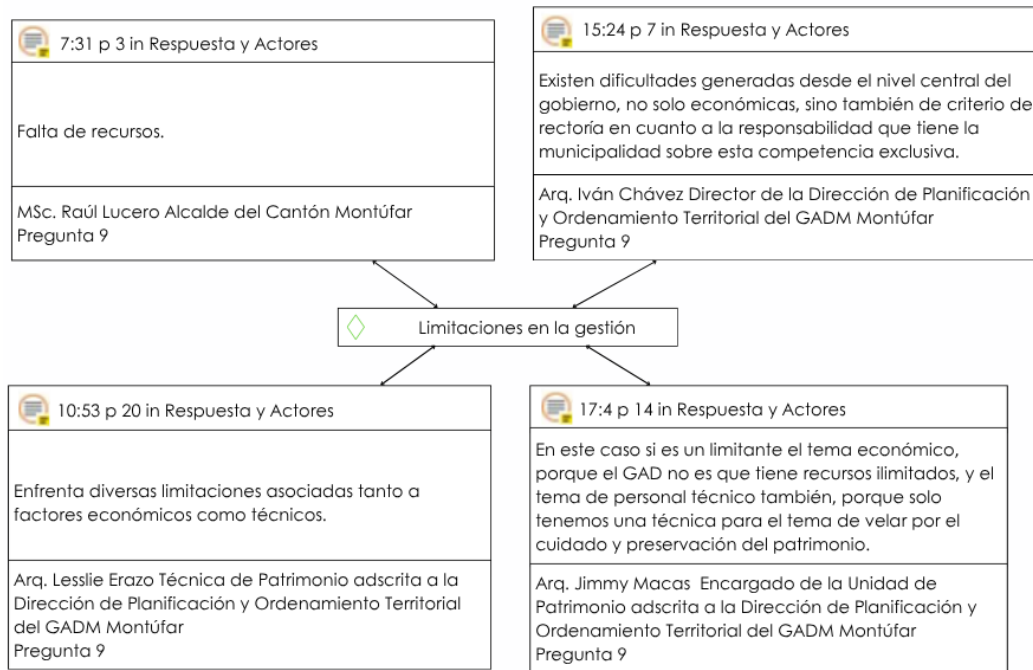 7:31 p 3 in Respuesta y Actores
Falta de recursos.
MSc. Raúl Lucero Alcalde del Cantón Montúfar
Pregunta 9
15:24 p 7 in Respuesta y Actores
Existen dificultades generadas desde el nivel central del
gobierno, no solo económicas, sino también de criterio de
rectoría en cuanto a la responsabilidad que tiene la
municipalidad sobre esta competencia exclusiva.
Arq. Iván Chávez Director de la Dirección de Planificación
y Ordenamiento Territorial del GADM Montúfar
Pregunta 9
Limitaciones en la gestión
10:53 p 20 in Respuesta y Actores
Enfrenta diversas limitaciones asociadas tanto a
factores económicos como técnicos.
Arq. Lesslie Erazo Técnica de Patrimonio adscrita a la
Dirección de Planificación y Ordenamiento Territorial
del GADM Montúfar
Pregunta 9
17:4 p 14 in Respuesta y Actores
En este caso si es un limitante el tema económico,
porque el GAD no es que tiene recursos ilimitados, y el
tema de personal técnico también, porque solo
tenemos una técnica para el tema de velar por el
cuidado y preservación del patrimonio.
Arq. Jimmy Macas Encargado de la Unidad de
Patrimonio adscrita a la Dirección de Planificación y
Ordenamiento Territorial del GADM Montúfar
Pregunta 9